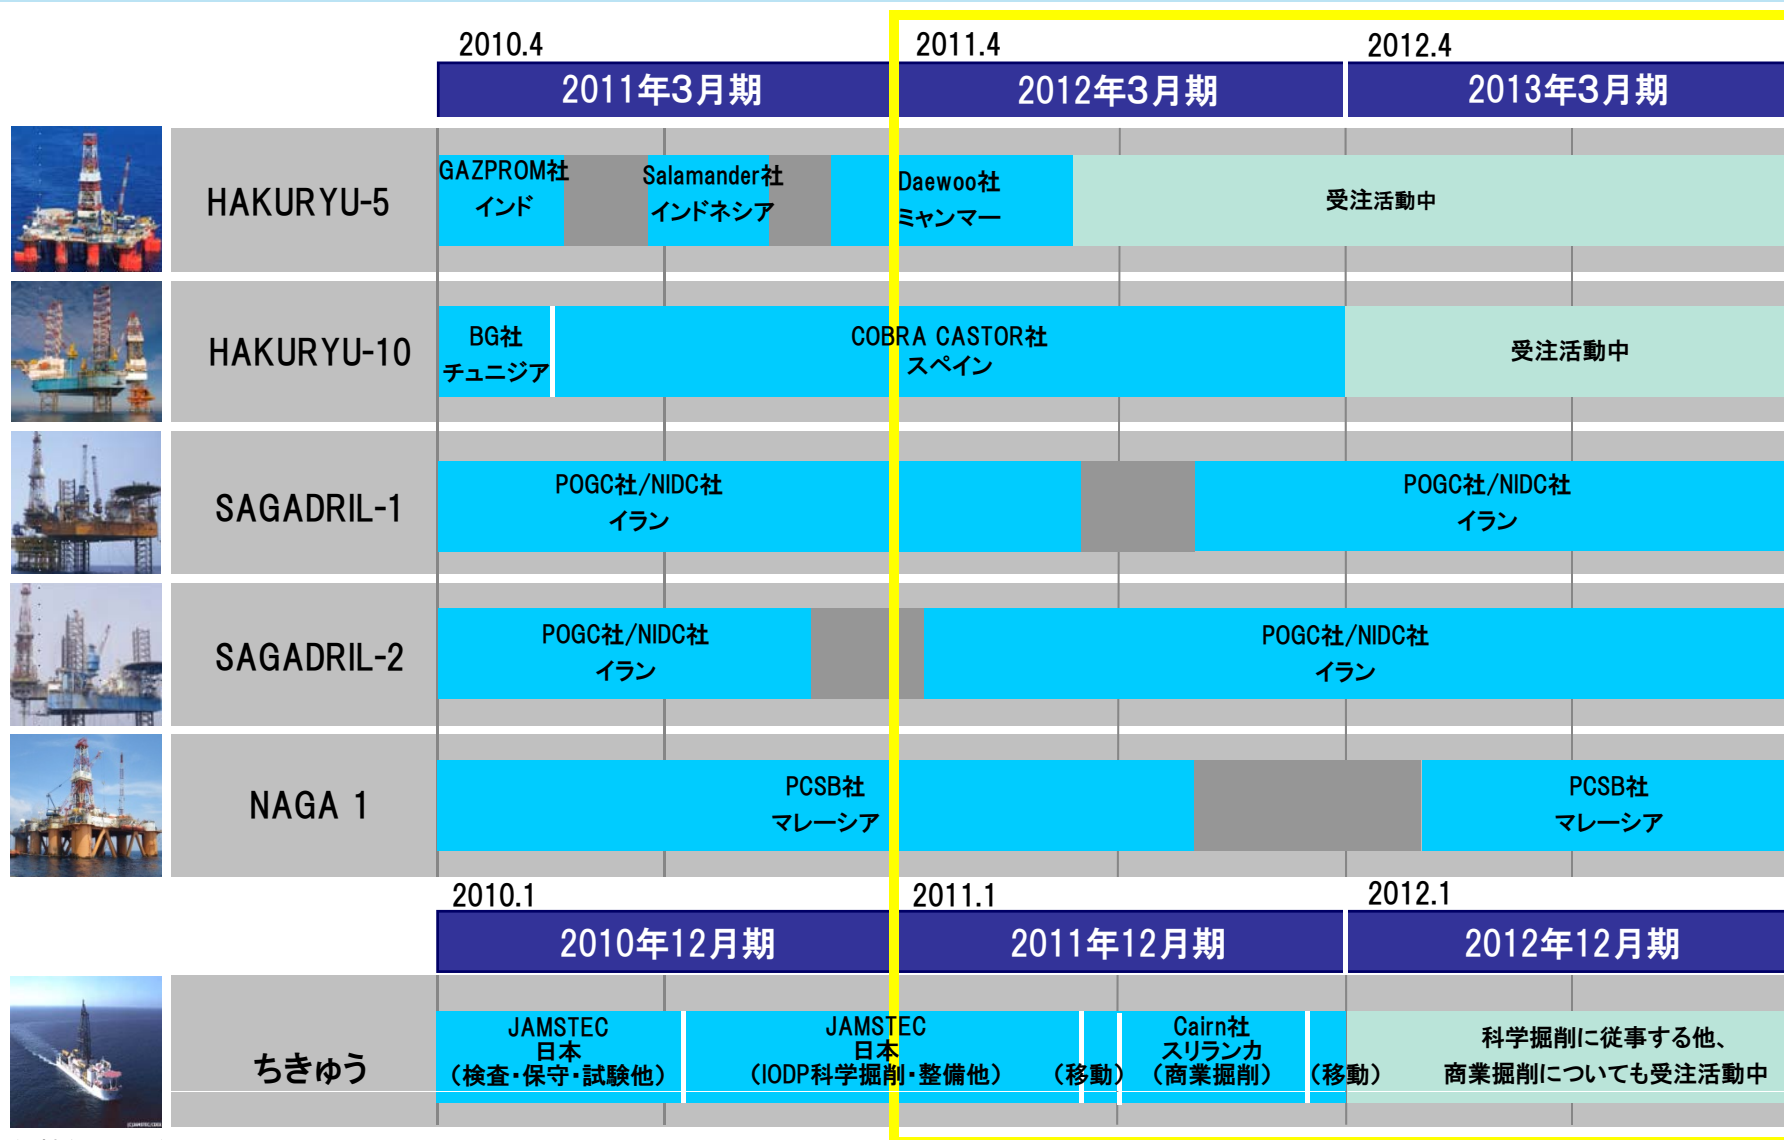 2010.4
2011.4
2012.4
2011年3月期
2012年3月期
2013年3月期
HAKURYU-5
GAZPROM社
インド
Salamander社
インドネシア
Daewoo社
ミャンマー
受注活動中
HAKURYU-10
BG社
チュニジア
COBRA CASTOR社
スペイン
受注活動中
SAGADRIL-1
POGC社/NIDC社
イラン
POGC社/NIDC社
イラン
SAGADRIL-2
POGC社/NIDC社
イラン
POGC社/NIDC社
イラン
NAGA 1
PCSB社
マレーシア
PCSB社
マレーシア
2010.1
2011.1
2012.1
2010年12月期
2011年12月期
2012年12月期
ちきゅう
JAMSTEC
日本
(検査・保守・試験他)
JAMSTEC
日本
(IODP科学掘削・整備他)
(移動)
Cairn社
スリランカ
(商業掘削)
(移動)
科学掘削に従事する他、
商業掘削についても受注活動中